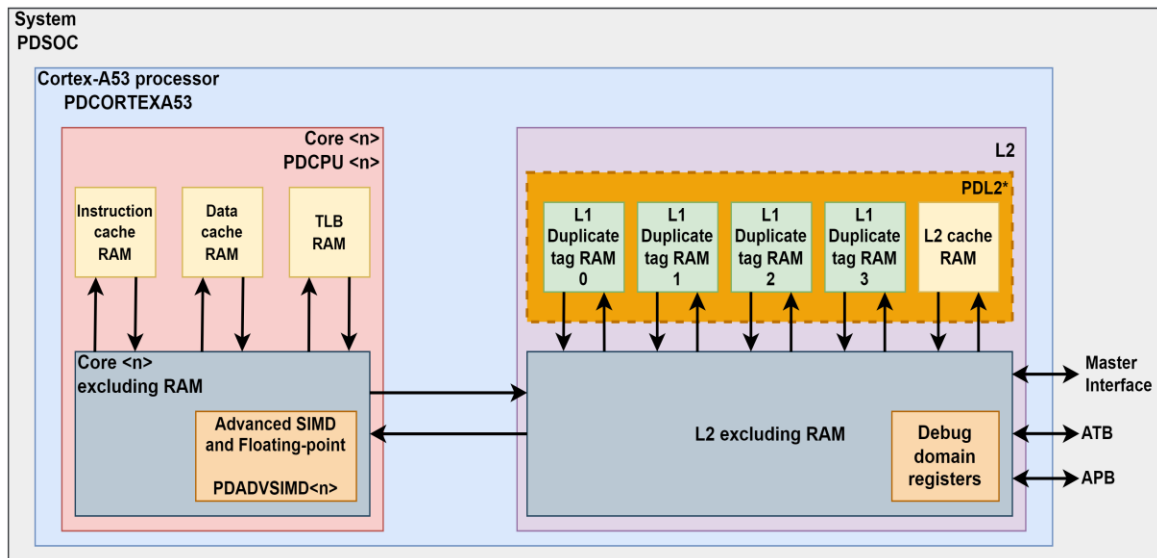 System
PDSOC
Cortex-A53 processor
PDCORTEXA53
Core <n>
PDCPU <n>
Instruction
cache
RAM
Data
cache
RAM
TLB
RAM
Core <n>
excluding RAM
Advanced SIMD
and Floating-point
PDADVSIMD<n>
L2
PDL2*
L1
Duplicate
tag RAM
0
L1
Duplicate
tag RAM
1
L1
Duplicate
tag RAM
2
L1
Duplicate
tag RAM
3
L2 cache
RAM
L2 excluding RAM
Debug
domain
registers
Master
Interface
ATB
APB